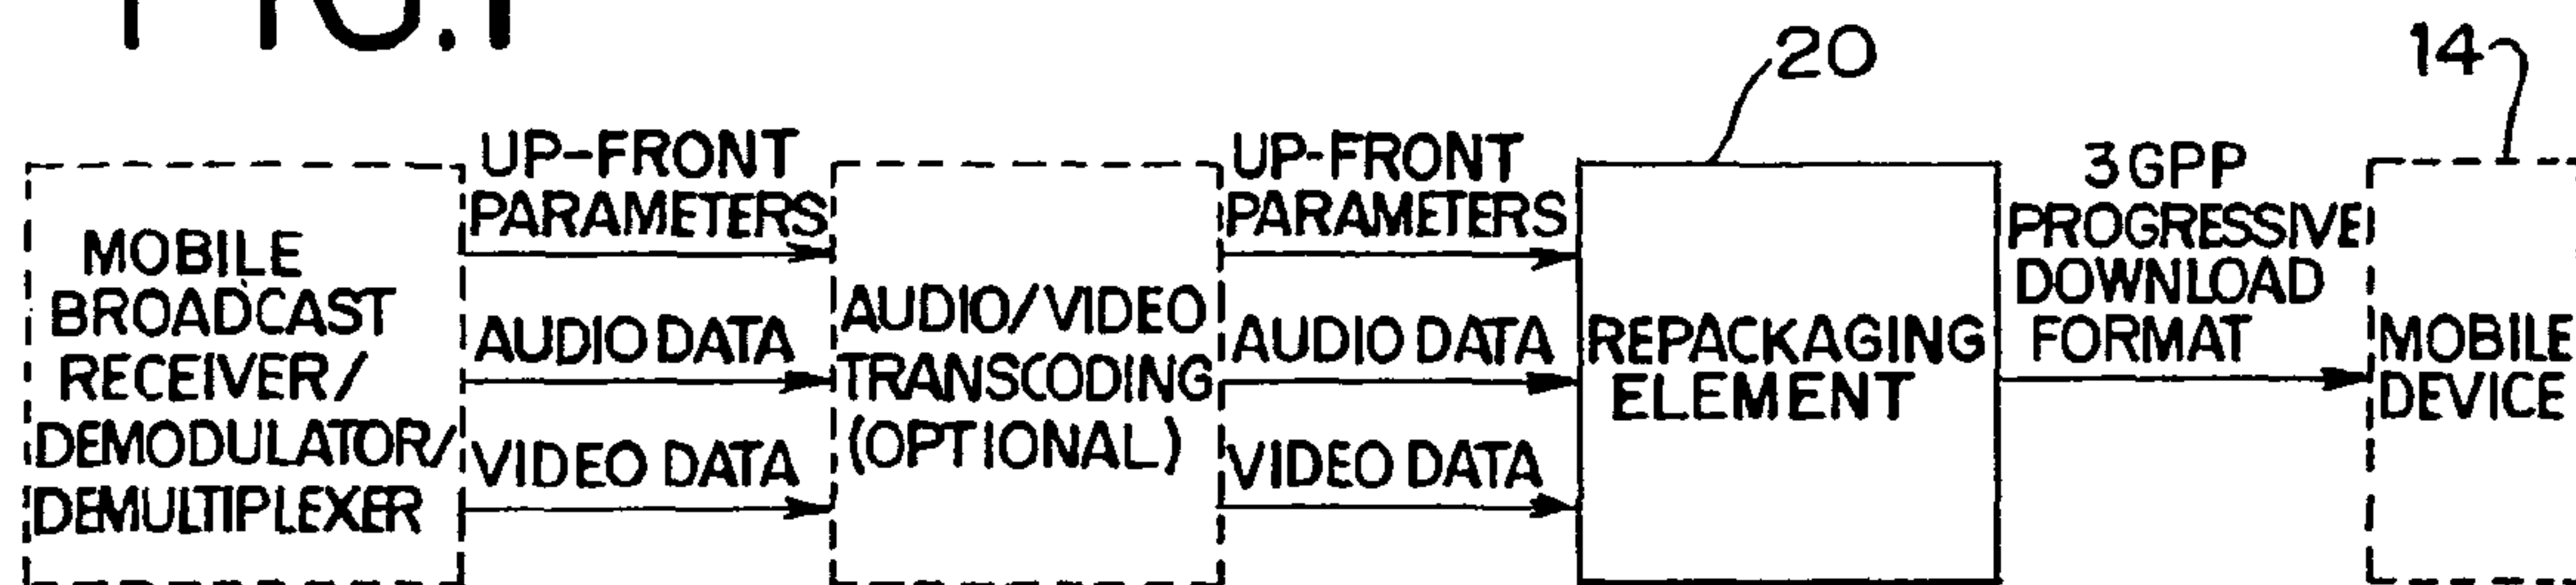 FIG.1
20
14
UP-FRONT
PARAMETERS
UP-FRONT
PARAMETERS
3GPP
PROGRESSIVE
DOWNLOAD
FORMAT
MOBILE
BROADCAST
RECEIVER/
DEMODULATOR/
DEMULTIPLEXER
AUDIO DATA
VIDEO DATA
AUDIO/VIDEO
TRANSCODING
(OPTIONAL)
AUDIO DATA
VIDEO DATA
REPACKAGING
ELEMENT
MOBILE
DEVICE